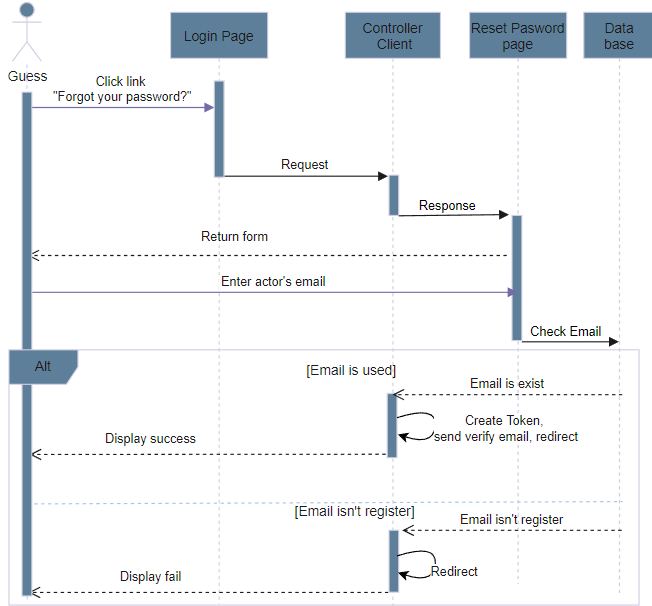 Login Page
Controller
Client
Reset Pasword
page
Data
base
Guess
Click link
"Forgot your password?"
Request
Response
Return form
Enter actor's email
Check Email
Alt
[Email is used]
Email is exist
Create Token,
send verify email, redirect
Display success
[Email isn't register]
Email isn't register
Redirect
Display fail